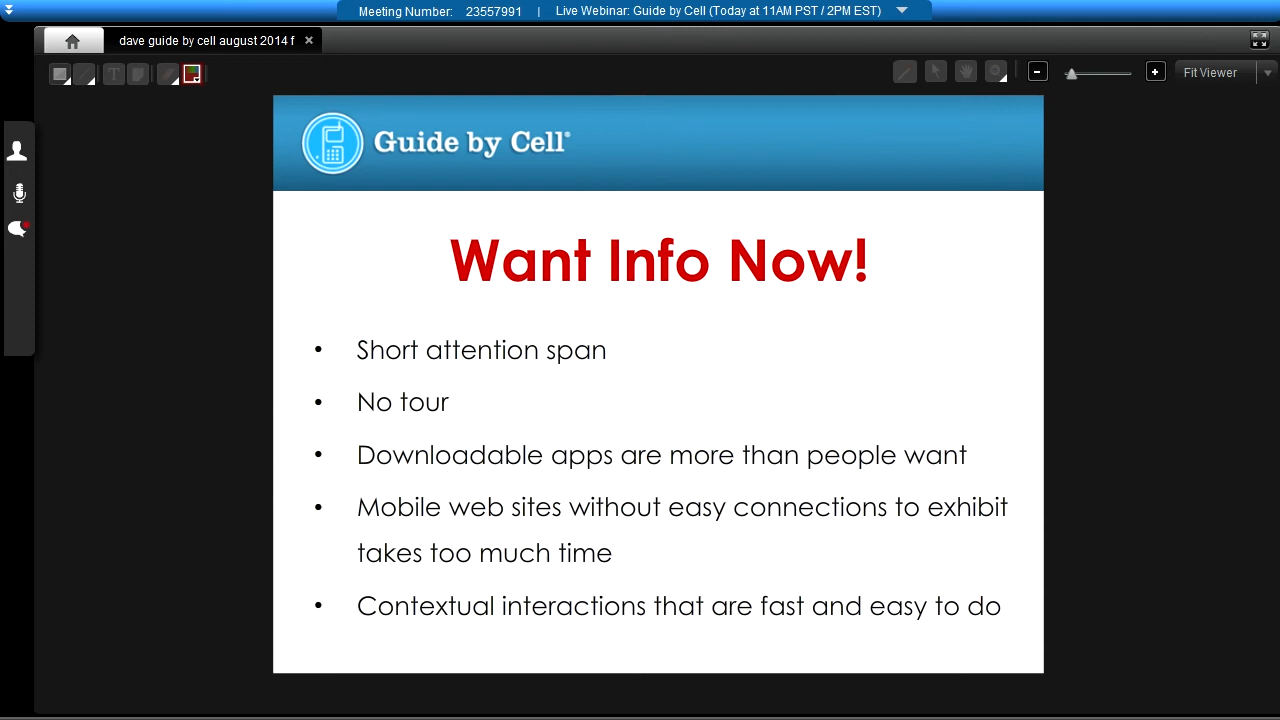 Meeting Number: 23557991 | Live Webinar: Guide by Cell (Today at 11AM PST / 2PM EST)
dave guide by cell august 2014 f
T
Fit Viewer
Guide by Cell®
Want Info Now!
• Short attention span
• No tour
• Downloadable apps are more than people want
• Mobile web sites without easy connections to exhibit
takes too much time
• Contextual interactions that are fast and easy to do